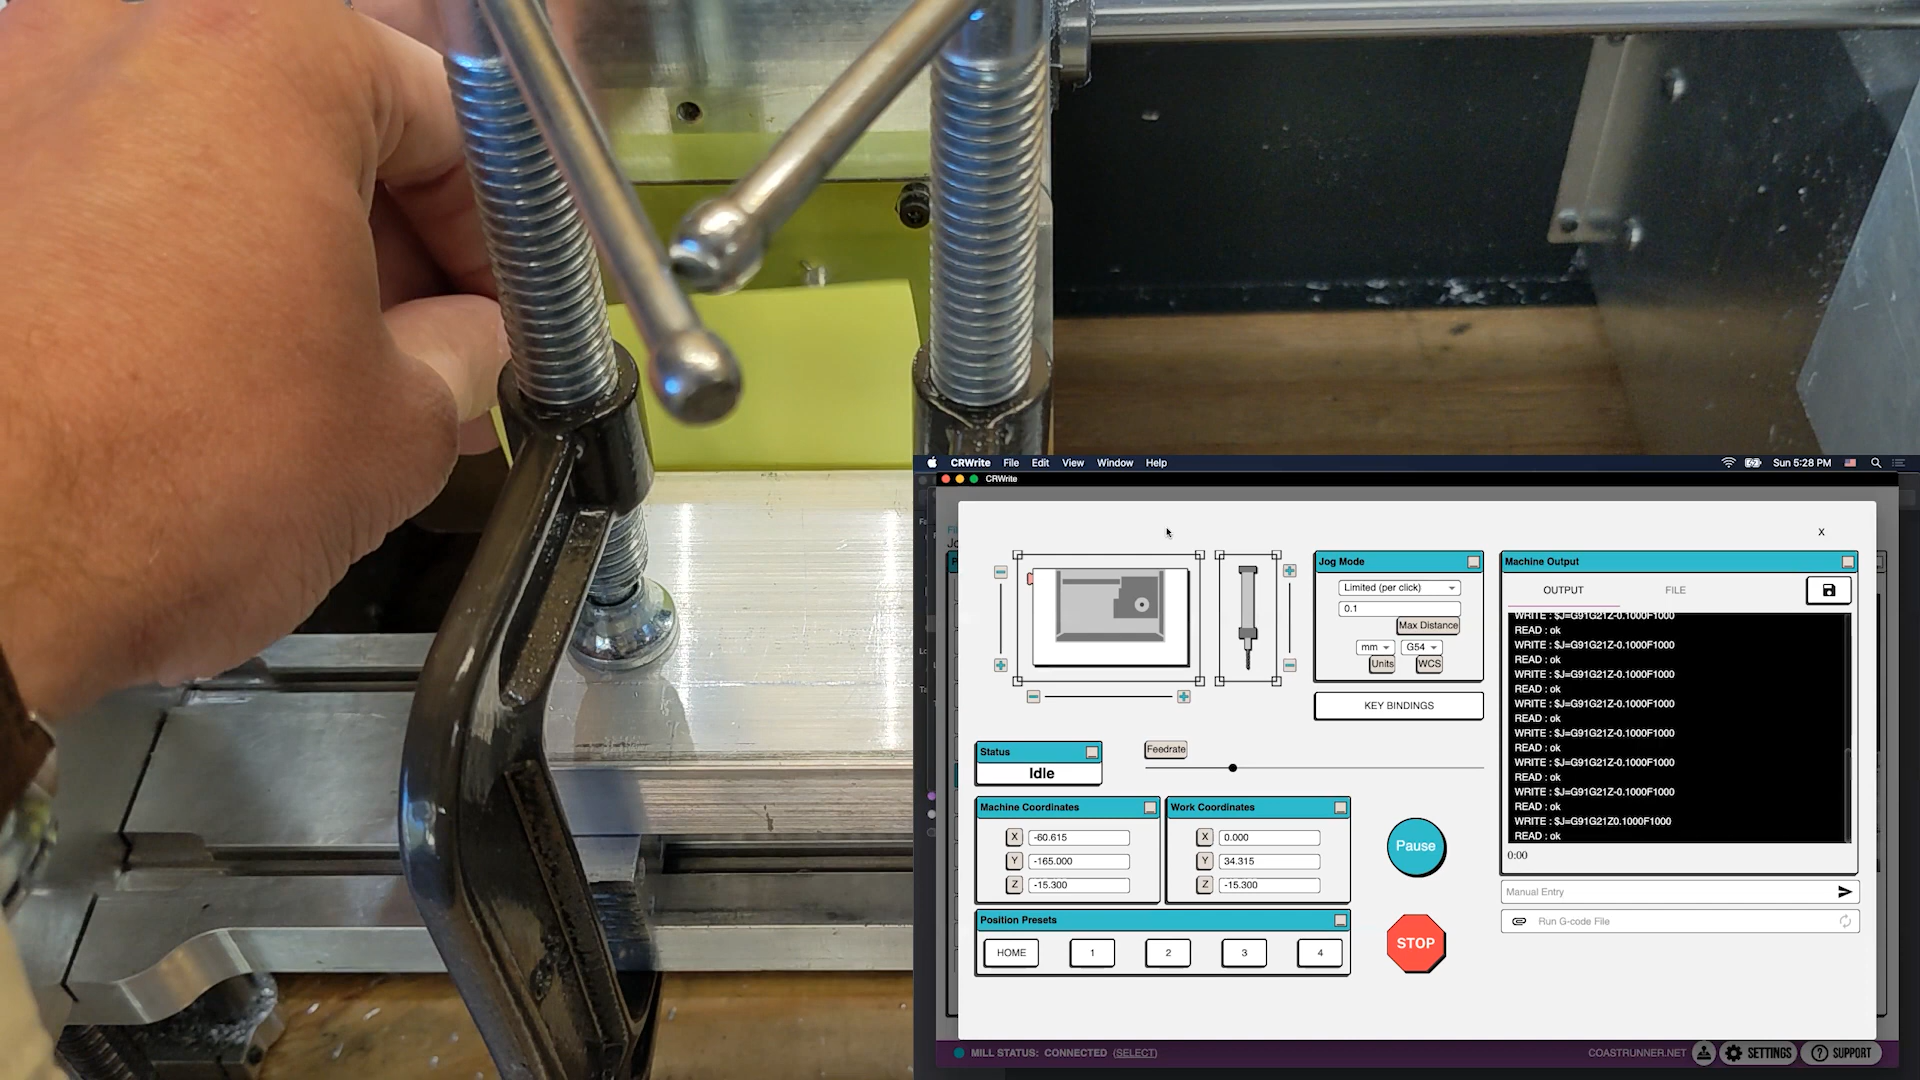 CRWrite File Edit View Window Help
Sun 5:28 PM
CRWrite
X
Jog Mode
Limited (per click)
0.1
Max Distance
mm G54
Units WCS
KEY BINDINGS
Machine Output
OUTPUT FILE
WRITE : $J=G91G21Z-0.1000F1000
READ : ok
WRITE : $J=G91G21Z-0.1000F1000
READ : ok
WRITE : $J=G91G21Z-0.1000F1000
READ : ok
WRITE : $J=G91G21Z-0.1000F1000
READ : ok
WRITE : $J=G91G21Z-0.1000F1000
READ : ok
WRITE : $J=G91G21Z-0.1000F1000
READ : ok
WRITE : $J=G91G21Z-0.1000F1000
READ : ok
WRITE : $J=G91G21Z0.1000F1000
READ : ok
0:00
Manual Entry
Run G-code File
Status
Idle
Feedrate
Machine Coordinates
X -60.615
Y -165.000
Z -15.300
Work Coordinates
X 0.000
Y 34.315
Z -15.300
Pause
STOP
Position Presets
HOME 1 2 3 4
MILL STATUS: CONNECTED (SELECT)
COASTRUNNER.NET SETTINGS SUPPORT